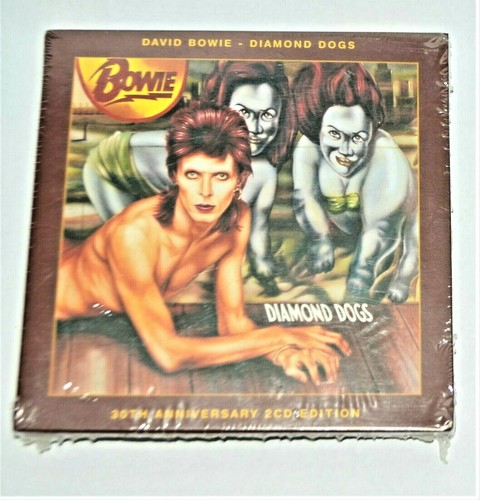 DAVID BOWIE - DIAMOND DOGS
BOWIE
DIAMOND DOGS
30TH ANNIVERSARY 2CD EDITION